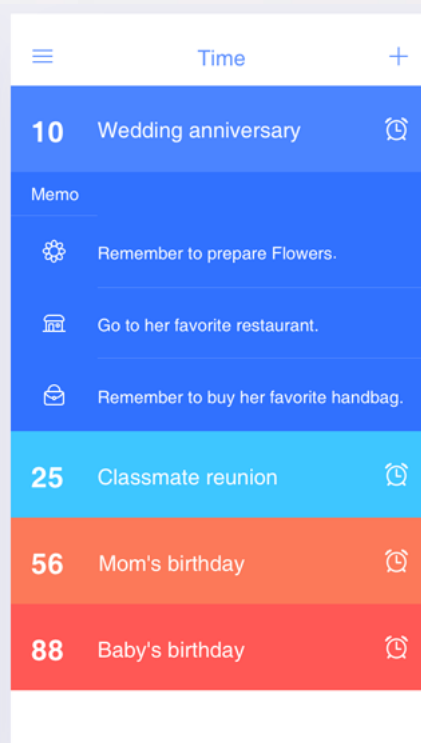 Time
10 Wedding anniversary
Memo
Remember to prepare Flowers.
Go to her favorite restaurant.
Remember to buy her favorite handbag.
25 Classmate reunion
56 Mom's birthday
88 Baby's birthday